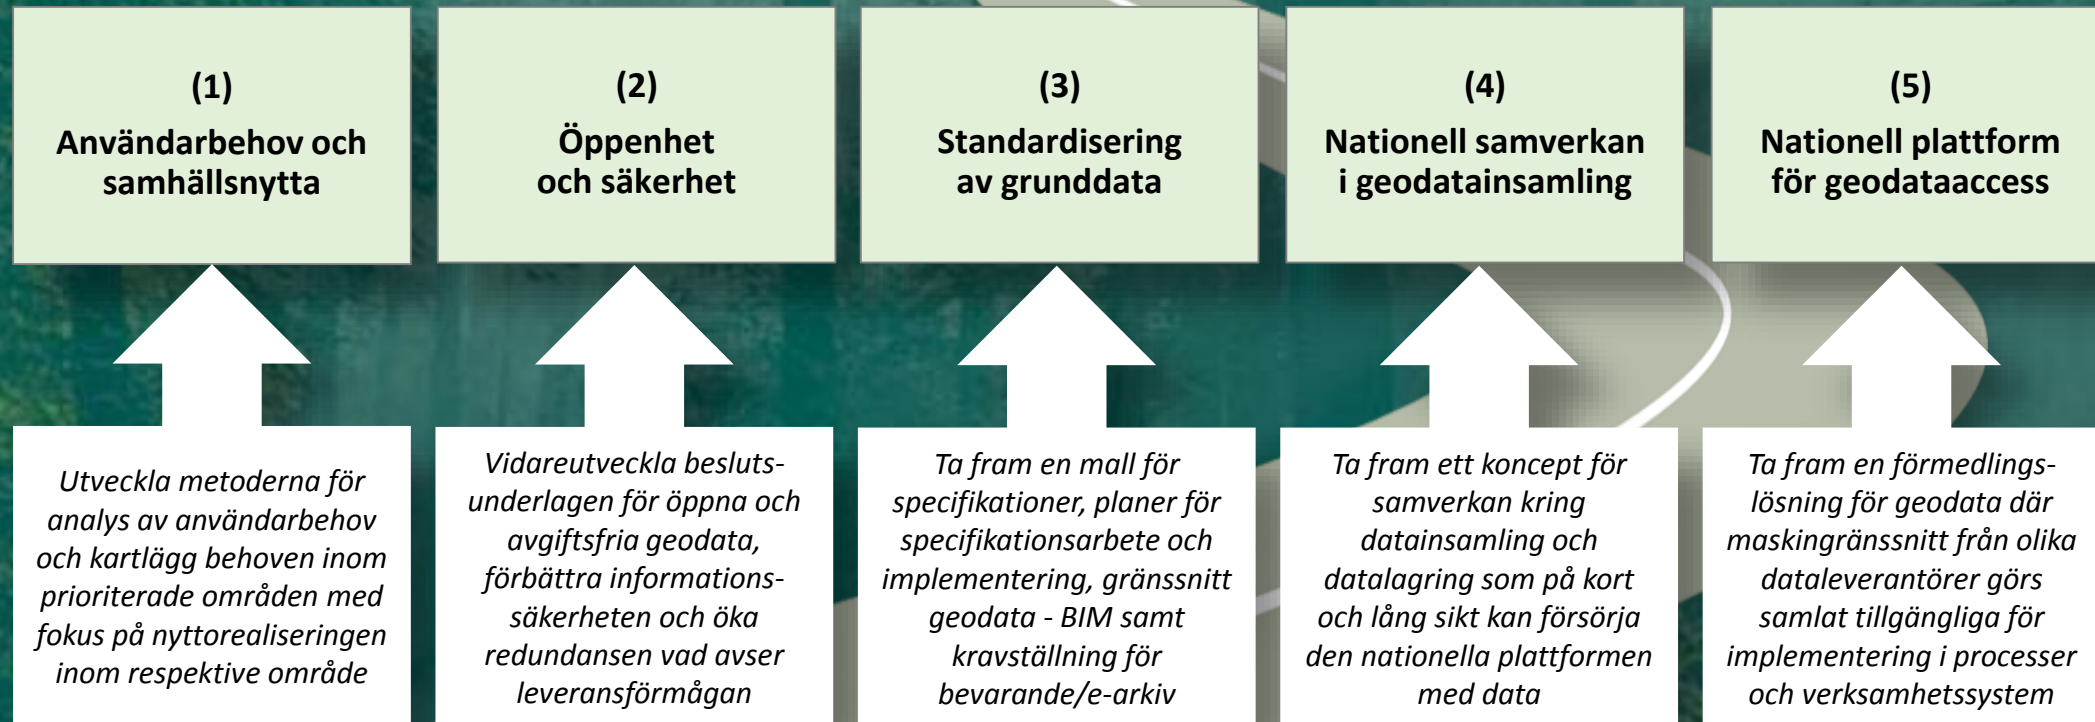 (1)
Användarbehov och
samhällsnytta
(2)
Öppenhet
och säkerhet
(3)
Standardisering
av grunddata
(4)
Nationell samverkan
i geodatainsamling
(5)
Nationell plattform
för geodataaccess
Utveckla metoderna för
analys av användarbehov
och kartlägg behoven inom
prioriterade områden med
fokus på nyttorealiseringen
inom respektive område
Vidareutveckla besluts-
underlagen för öppna och
avgiftsfria geodata,
förbättra informations-
säkerheten och öka
redundansen vad avser
leveransförmågan
Ta fram en mall för
specifikationer, planer för
specifikationsarbete och
implementering, gränssnitt
geodata - BIM samt
kravställning för
bevarande/e-arkiv
Ta fram ett koncept för
samverkan kring
datainsamling och
datalagring som på kort
och lång sikt kan försörja
den nationella plattformen
med data
Ta fram en förmedlings-
lösning för geodata där
maskingränssnitt från olika
dataleverantörer görs
samlat tillgängliga för
implementering i processer
och verksamhetssystem